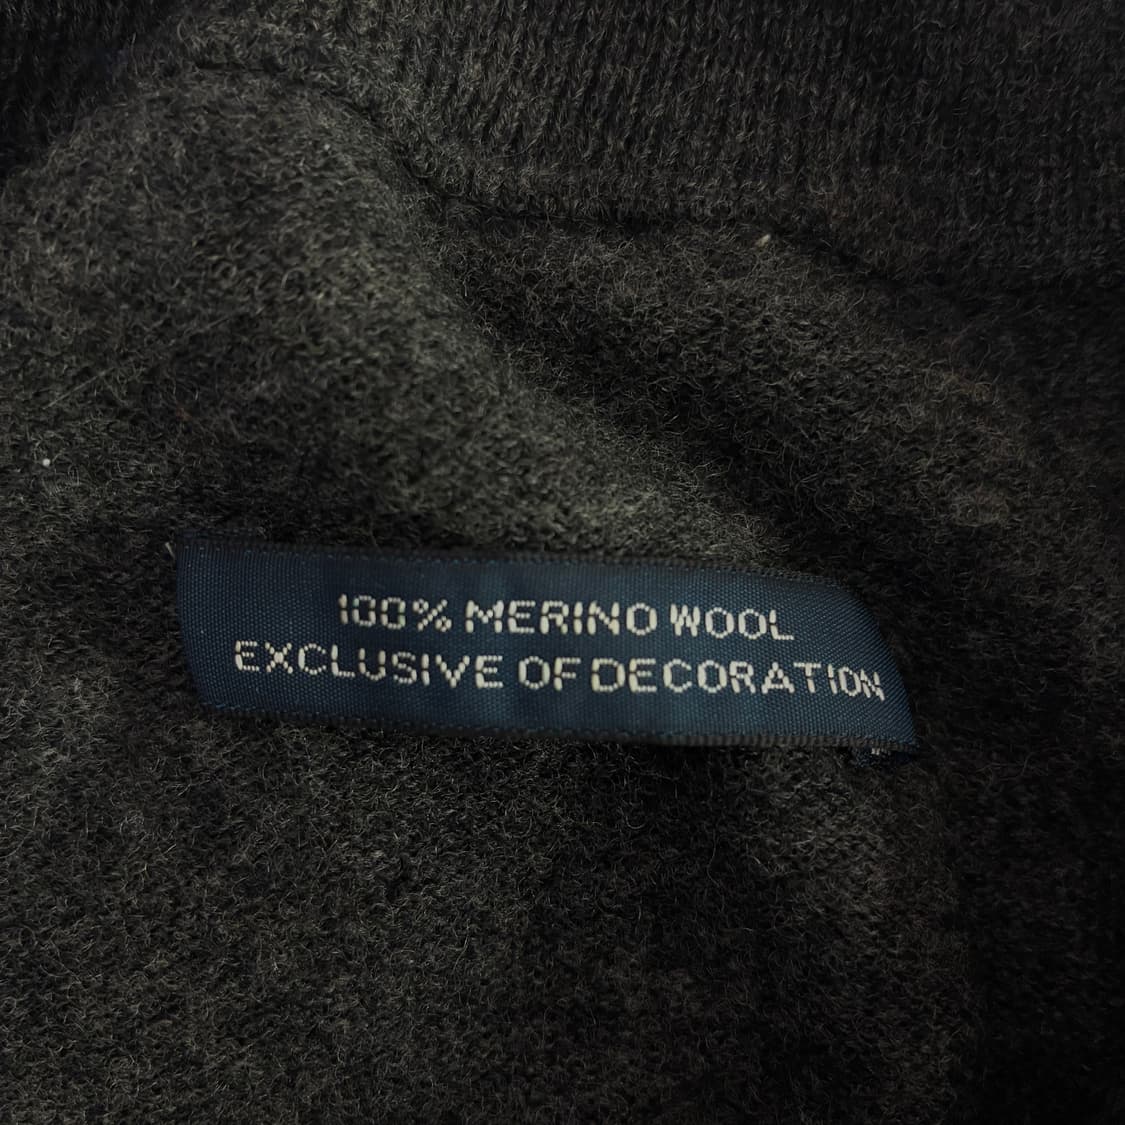 100% MERINO WOOL
EXCLUSIVE OF DECORATION